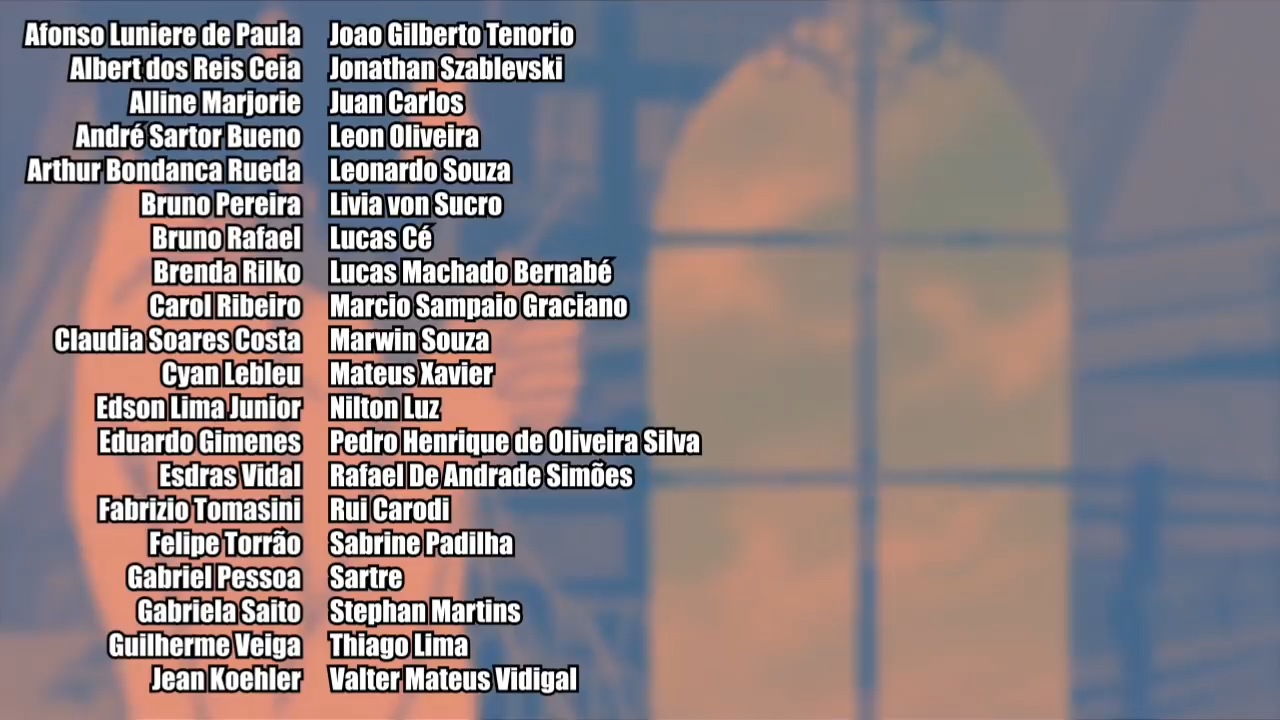 Afonso Luniere de Paula
Albert dos Reis Ceia
Alline Marjorie
André Sartor Bueno
Arthur Bondanca Rueda
Bruno Pereira
Bruno Rafael
Brenda Rilko
Carol Ribeiro
Claudia Soares Costa
Cyan Lebleu
Edson Lima Junior
Eduardo Gimenes
Esdras Vidal
Fabrizio Tomasini
Felipe Torrão
Gabriel Pessoa
Gabriela Saito
Guilherme Veiga
Jean Koehler
Joao Gilberto Tenorio
Jonathan Szablevski
Juan Carlos
Leon Oliveira
Leonardo Souza
Livia von Sucro
Lucas Cé
Lucas Machado Bernabé
Marcio Sampaio Graciano
Marwin Souza
Mateus Xavier
Nilton Luz
Pedro Henrique de Oliveira Silva
Rafael De Andrade Simões
Rui Carodi
Sabrine Padilha
Sartre
Stephan Martins
Thiago Lima
Valter Mateus Vidigal